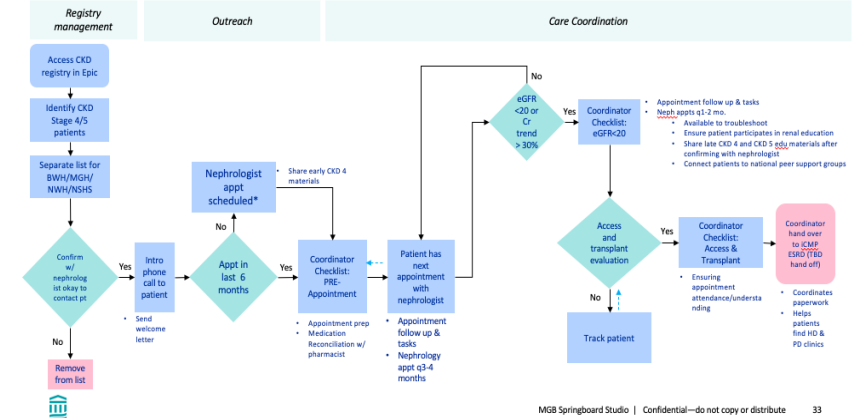 Registry
management
Outreach
Care Coordination
Access CKD
registry in Epic
Identify CKD
Stage 4/5
patients
Separate list for
BWH/MGH/
NWH/NSHS
Confirm
w/
nephrolog
ist okay to
contact pt
Yes
No
Remove
from list
Intro
phone
call to
patient
• Send
welcome
letter
Nephrologist
appt
scheduled*
• Share early CKD 4
materials
No
Appt in
last 6
months
Yes
Coordinator
Checklist:
PRE-
Appointment
• Appointment prep
• Medication
Reconciliation w/
pharmacist
Patient has
next
appointment
with
nephrologist
• Appointment
follow up &
tasks
• Nephrology
appt q3-4
months
No
eGFR
<20 or
Cr
trend
> 30%
Yes
Coordinator
Checklist:
eGFR<20
• Appointment follow up & tasks
• Neph appts q1-2 mo.
• Available to troubleshoot
• Ensure patient participates in renal education
• Share late CKD 4 and CKD 5 edu materials after
confirming with nephrologist
• Connect patients to national peer support groups
Access
and
transplant
evaluation
Yes
No
Track patient
Coordinator
Checklist:
Access &
Transplant
• Ensuring
appointment
attendance/understa
nding
Coordinator
hand over
to iCMP
ESRD (TBD
hand off)
• Coordinates
paperwork
• Helps
patients
find HD &
PD clinics
MGB Springboard Studio | Confidential—do not copy or distribute 33